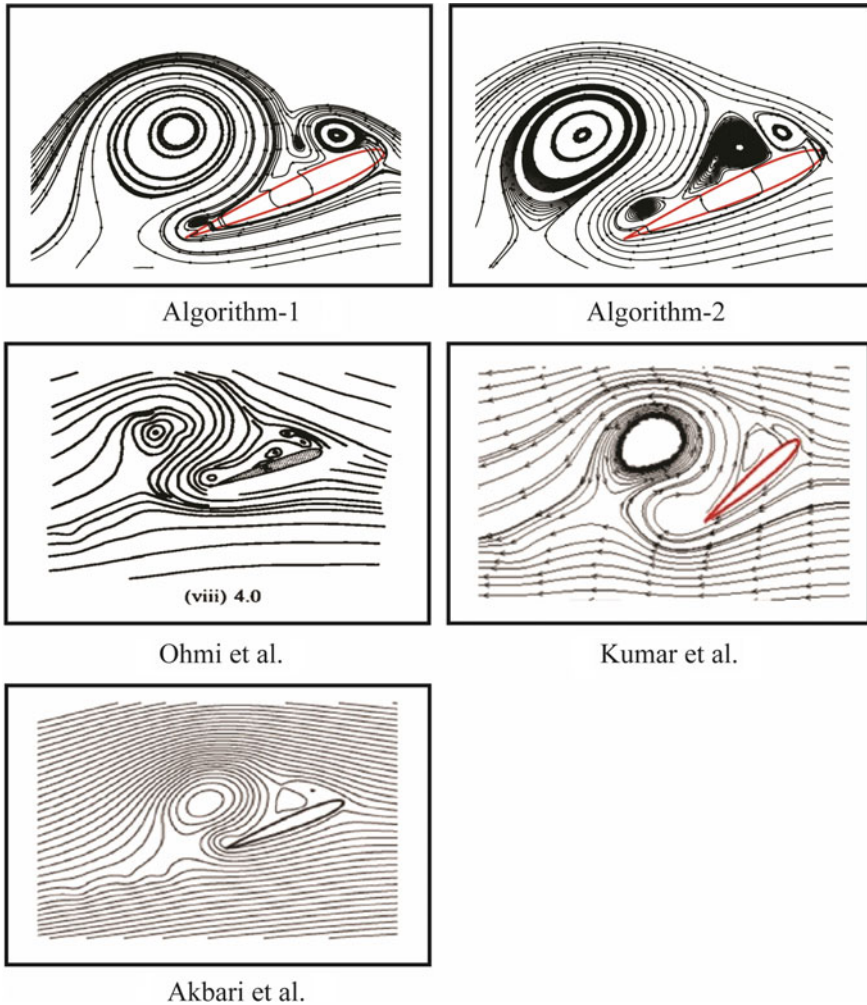 Algorithm-1
Algorithm-2
(viii) 4.0
Ohmi et al.
Kumar et al.
Akbari et al.